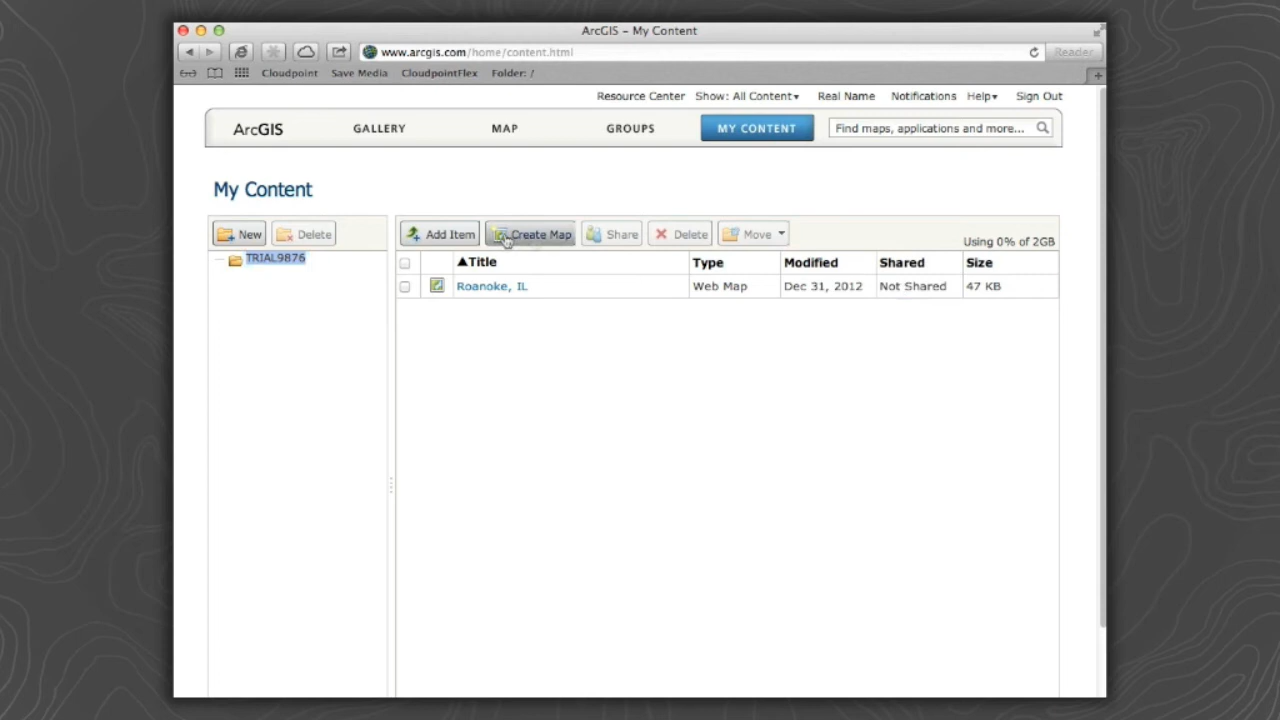 ArcGIS - My Content
www.arcgis.com/home/content.html
Reader
Cloudpoint Save Media CloudpointFlex Folder: /
Resource Center Show: All Content▾ Real Name Notifications Help▾ Sign Out
ArcGIS GALLERY MAP GROUPS MY CONTENT Find maps, applications and more...
My Content
New Delete Add Item Create Map Share Delete Move
Using 0% of 2GB
TRIAL9876
▲Title Type Modified Shared Size
Roanoke, IL Web Map Dec 31, 2012 Not Shared 47 KB